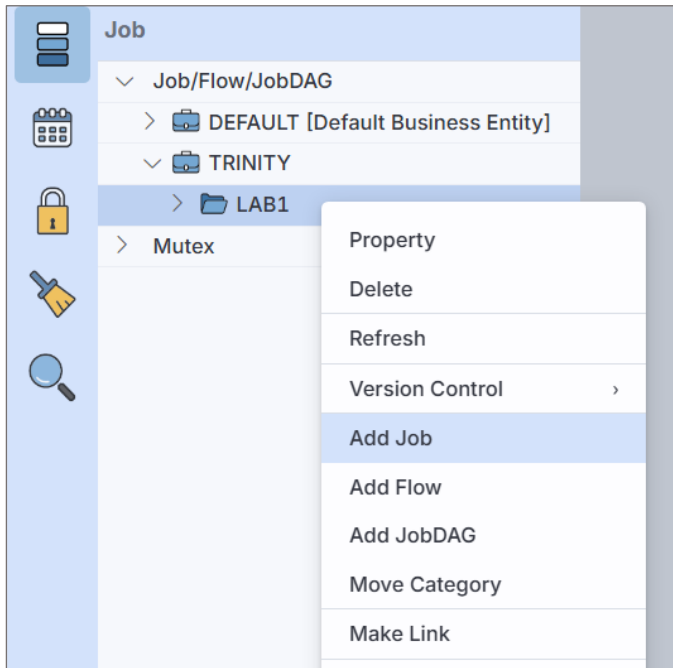 Job
Job/Flow/JobDAG
DEFAULT [Default Business Entity]
TRINITY
LAB1
Mutex
Property
Delete
Refresh
Version Control
Add Job
Add Flow
Add JobDAG
Move Category
Make Link